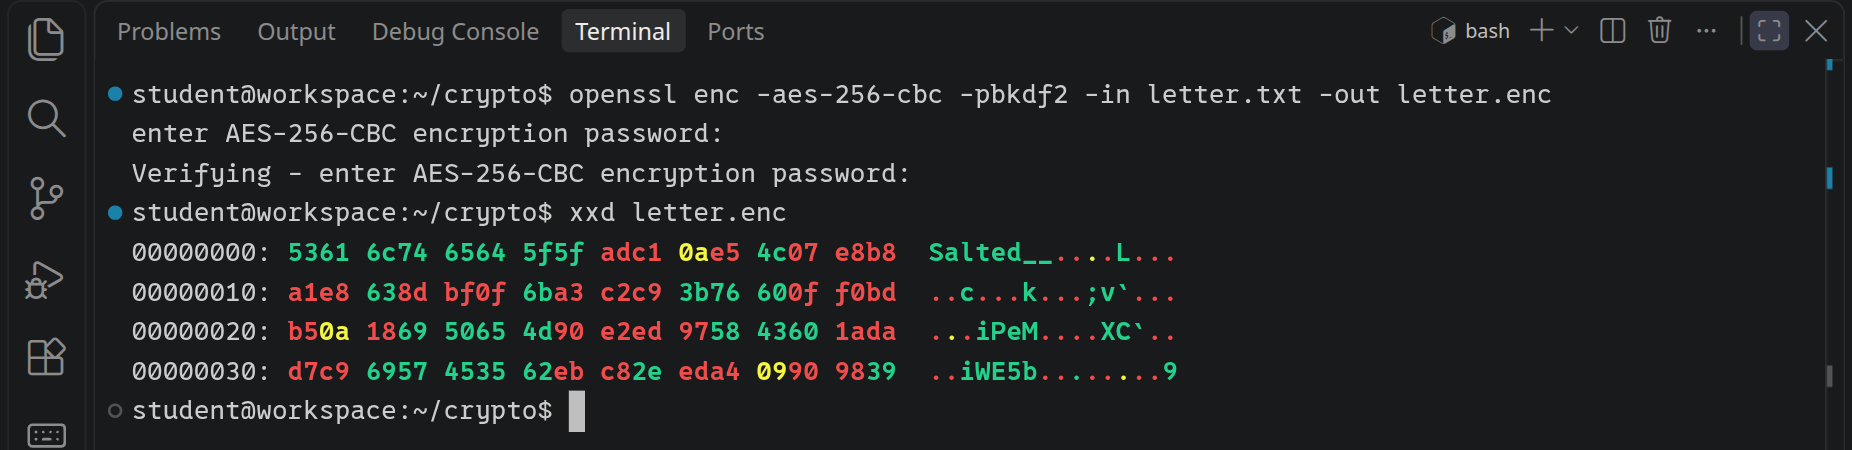 Problems Output Debug Console Terminal Ports bash
student@workspace:~/crypto$ openssl enc -aes-256-cbc -pbkdf2 -in letter.txt -out letter.enc
enter AES-256-CBC encryption password:
Verifying - enter AES-256-CBC encryption password:
student@workspace:~/crypto$ xxd letter.enc
00000000: 5361 6c74 6564 5f5f adc1 0ae5 4c07 e8b8  Salted__....L...
00000010: a1e8 638d bf0f 6ba3 c2c9 3b76 600f f0bd  ..c...k...;v`...
00000020: b50a 1869 5065 4d90 e2ed 9758 4360 1ada  ...iPeM....XC`..
00000030: d7c9 6957 4535 62eb c82e eda4 0990 9839  ..iWE5b........9
student@workspace:~/crypto$